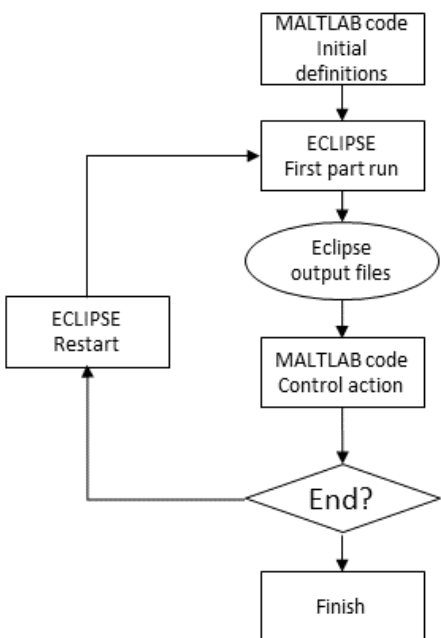 MALTLAB code
Initial
definitions
ECLIPSE
First part run
Eclipse
output files
ECLIPSE
Restart
MALTLAB code
Control action
End?
Finish